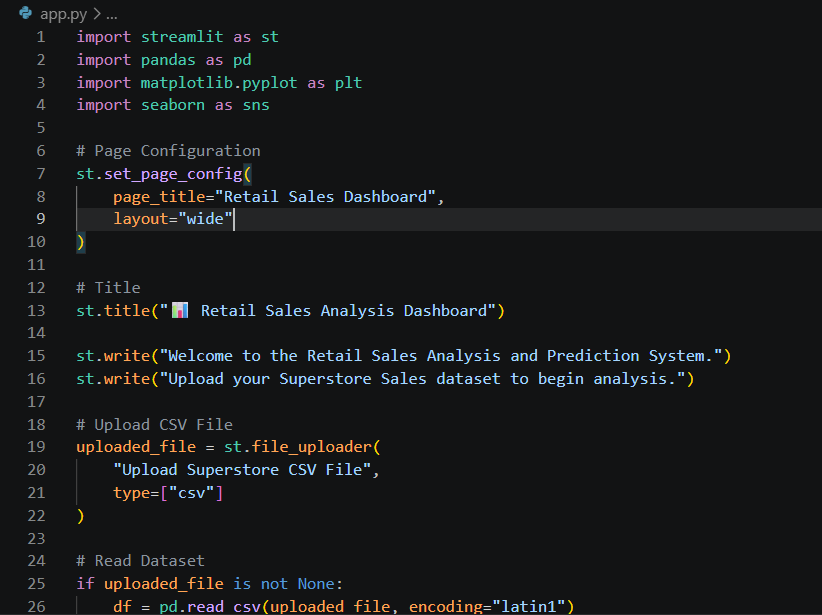 app.py > ...
1 import streamlit as st
2 import pandas as pd
3 import matplotlib.pyplot as plt
4 import seaborn as sns
5
6 # Page Configuration
7 st.set_page_config(
8     page_title="Retail Sales Dashboard",
9     layout="wide"
10 )
11
12 # Title
13 st.title("📊 Retail Sales Analysis Dashboard")
14
15 st.write("Welcome to the Retail Sales Analysis and Prediction System.")
16 st.write("Upload your Superstore Sales dataset to begin analysis.")
17
18 # Upload CSV File
19 uploaded_file = st.file_uploader(
20     "Upload Superstore CSV File",
21     type=["csv"]
22 )
23
24 # Read Dataset
25 if uploaded_file is not None:
26     df = pd.read_csv(uploaded_file, encoding="latin1")